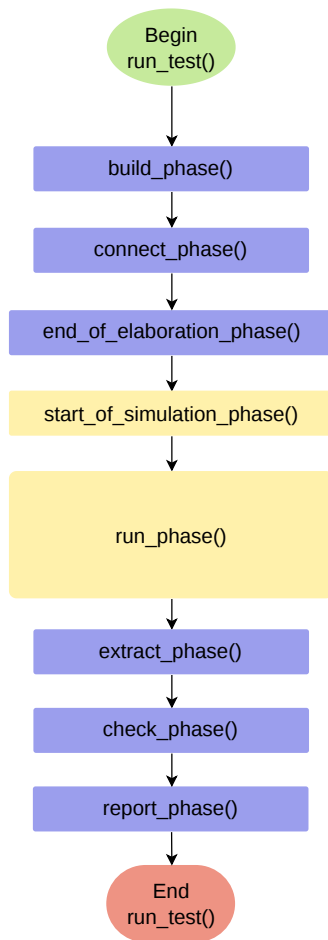 Begin
run_test()
build_phase()
connect_phase()
end_of_elaboration_phase()
start_of_simulation_phase()
run_phase()
extract_phase()
check_phase()
report_phase()
End
run_test()